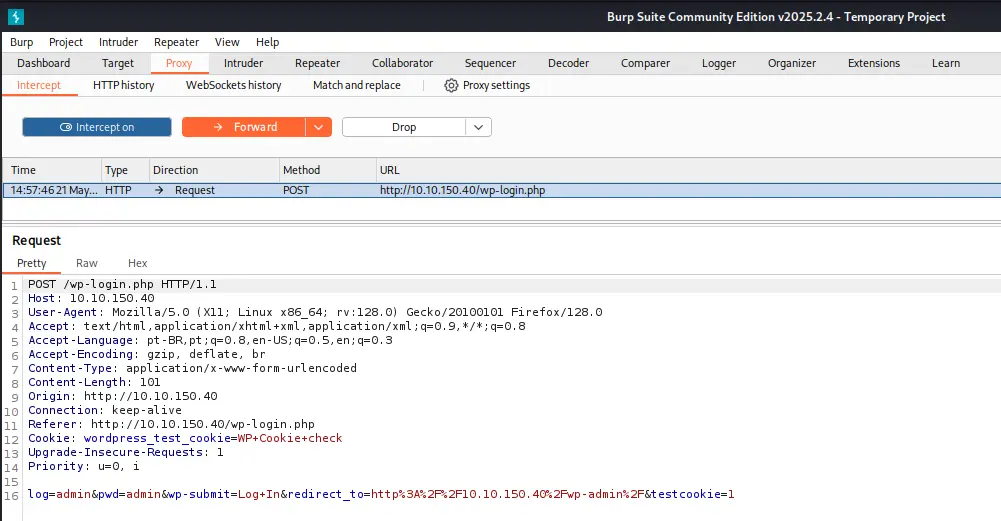 Burp Suite Community Edition v2025.2.4 - Temporary Project
Burp Project Intruder Repeater View Help
Dashboard Target Proxy Intruder Repeater Collaborator Sequencer Decoder Comparer Logger Organizer Extensions Learn
Intercept HTTP history WebSockets history Match and replace Proxy settings
Intercept on Forward Drop
Time Type Direction Method URL
14:57:46 21 May... HTTP → Request POST http://10.10.150.40/wp-login.php
Request
Pretty Raw Hex
1 POST /wp-login.php HTTP/1.1
2 Host: 10.10.150.40
3 User-Agent: Mozilla/5.0 (X11; Linux x86_64; rv:128.0) Gecko/20100101 Firefox/128.0
4 Accept: text/html,application/xhtml+xml,application/xml;q=0.9,*/*;q=0.8
5 Accept-Language: pt-BR,pt;q=0.8,en-US;q=0.5,en;q=0.3
6 Accept-Encoding: gzip, deflate, br
7 Content-Type: application/x-www-form-urlencoded
8 Content-Length: 101
9 Origin: http://10.10.150.40
10 Connection: keep-alive
11 Referer: http://10.10.150.40/wp-login.php
12 Cookie: wordpress_test_cookie=WP+Cookie+check
13 Upgrade-Insecure-Requests: 1
14 Priority: u=0, i
15
16 log=admin&pwd=admin&wp-submit=Log+In&redirect_to=http%3A%2F%2F10.10.150.40%2Fwp-admin%2F&testcookie=1